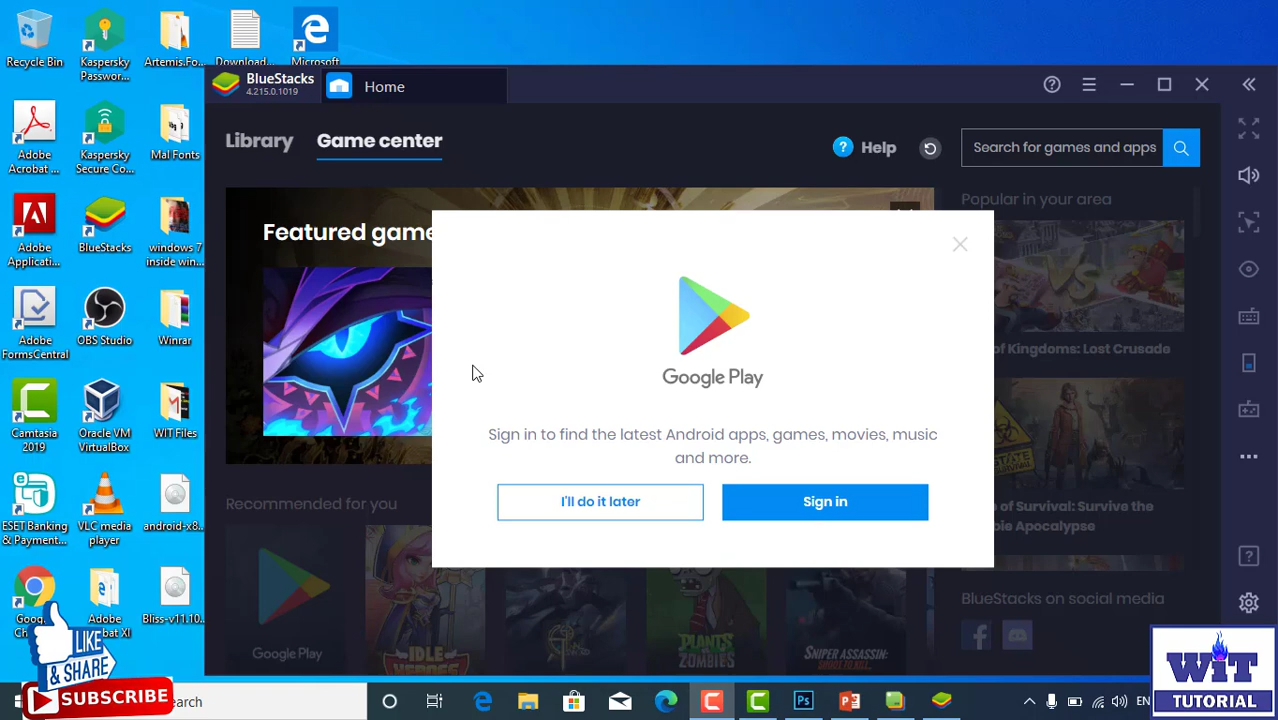 Recycle Bin
Kaspersky
Passwor...
Artemis.Fo...
Download...
Microsoft
Adobe
Acrobat ...
Kaspersky
Secure Co...
Mal Fonts
Adobe
Applicati...
BlueStacks
windows 7
inside win...
Adobe
FormsCentral
OBS Studio
Winrar
Camtasia
2019
Oracle VM
VirtualBox
WIT Files
ESET Banking
& Payment...
VLC media
player
android-x8...
Adobe
Acrobat XI
Bliss-v11.10...
BlueStacks
4.215.0.1019
Home
Library
Game center
Help
Search for games and apps
Featured game
Popular in your area
Google Play
Sign in to find the latest Android apps, games, movies, music
and more.
I'll do it later
Sign in
of Kingdoms: Lost Crusade
of Survival: Survive the
bie Apocalypse
Recommended for you
Google Play
IDLE
HEROES
PLANTS
ZOMBIES
SNIPER ASSASSIN:
BlueStacks on social media
LIKE
& SHARE
SUBSCRIBE
earch
EN
WIT
TUTORIAL